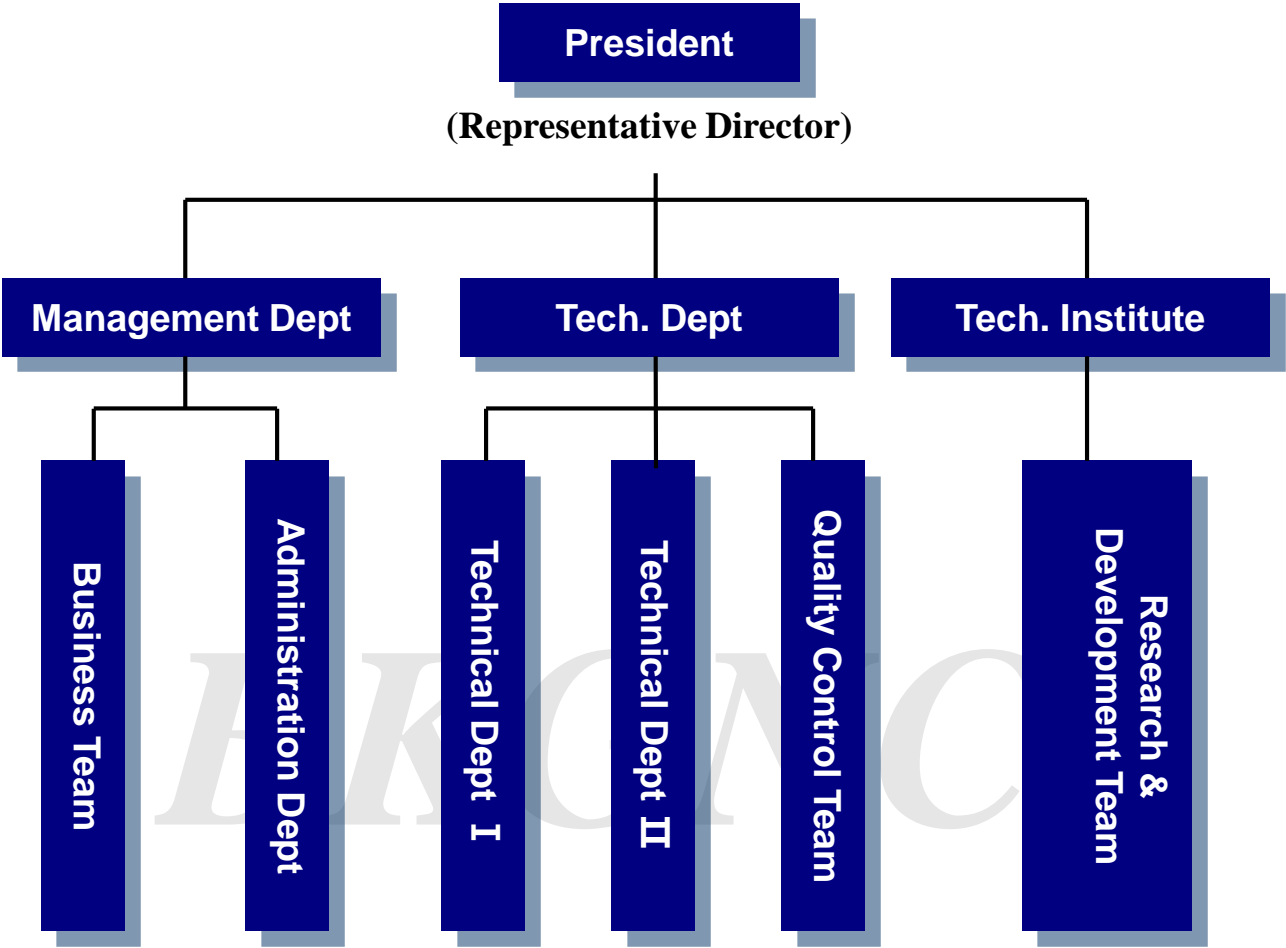 President
(Representative Director)
Management Dept
Tech. Dept
Tech. Institute
Business Team
Administration Dept
Technical Dept Ⅰ
Technical Dept Ⅱ
Quality Control Team
Research &
Development Team